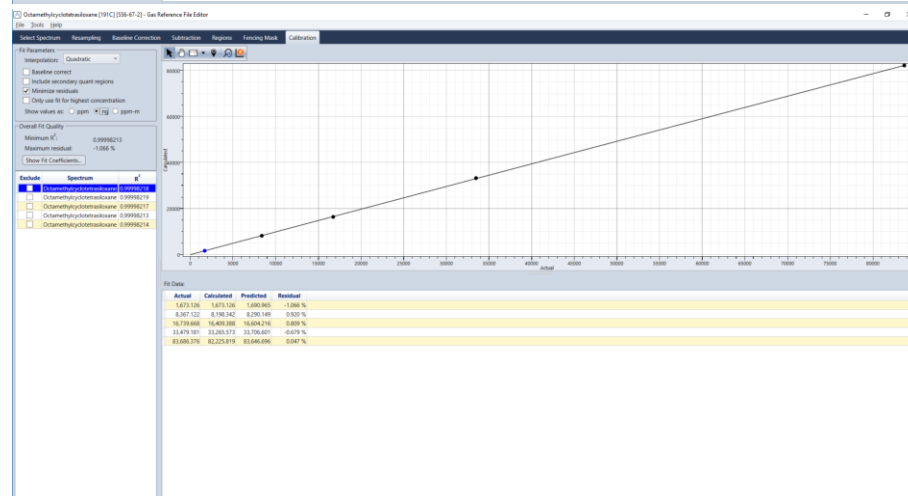 Octamethylcyclotetrasiloxane [191C] [556-67-2] - Gas Reference File Editor
File Tools Help
Select Spectrum Resampling Baseline Correction Subtraction Regions Fencing Mask Calibration
Fit Parameters
Interpolation: Quadratic
Baseline correct
Include secondary quant regions
Minimize residuals
Only use fit for highest concentration
Show values as: ppm ng ppm-m
Overall Fit Quality
Minimum R²: 0.99998213
Maximum residual: -1.066 %
Show Fit Coefficients...
Exclude Spectrum R²
Octamethylcyclotetrasiloxane 0.99998218
Octamethylcyclotetrasiloxane 0.99998219
Octamethylcyclotetrasiloxane 0.99998217
Octamethylcyclotetrasiloxane 0.99998213
Octamethylcyclotetrasiloxane 0.99998214
80000
60000
40000
20000
0
Calculated
0 5000 10000 15000 20000 25000 30000 35000 40000 45000 50000 55000 60000 65000 70000 75000 80000
Actual
Fit Data:
Actual Calculated Predicted Residual
1,673.126 1,673.126 1,690.965 -1.066 %
8,367.122 8,198.342 8,290.149 0.920 %
16,739.668 16,409.388 16,604.216 0.809 %
33,479.181 33,265.573 33,706.601 -0.679 %
83,686.376 82,225.819 83,646.696 0.047 %